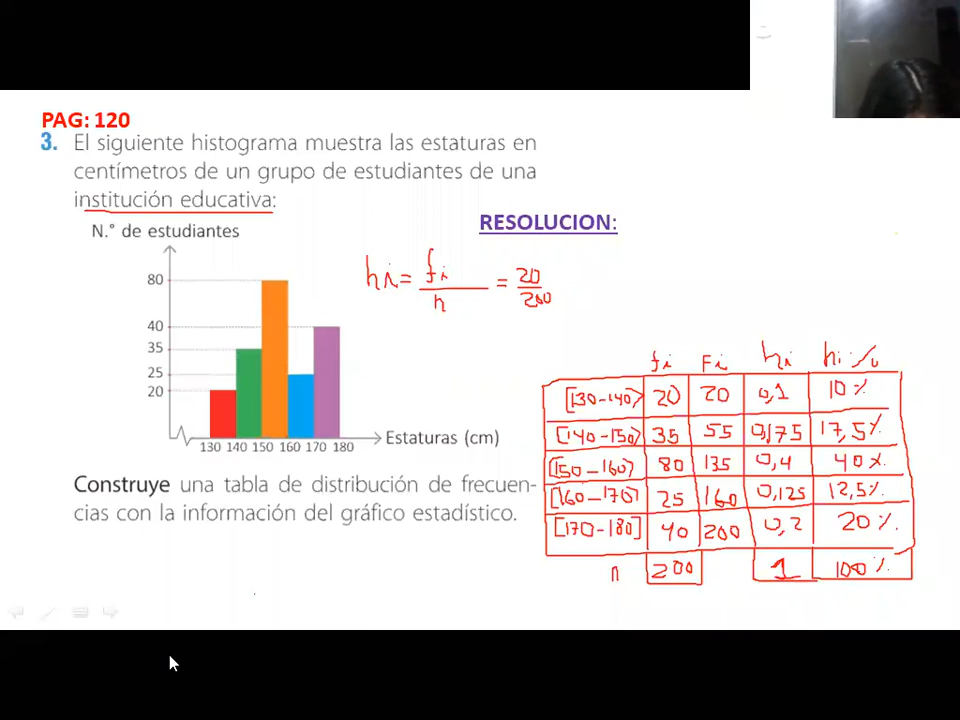 PAG: 120
3. El siguiente histograma muestra las estaturas en
centímetros de un grupo de estudiantes de una
institución educativa:
RESOLUCION:
N.° de estudiantes
80
40
35
25
20
130 140 150 160 170 180
Estaturas (cm)
hi = fi / n = 20 / 200
Construye una tabla de distribución de frecuen-
cias con la información del gráfico estadístico.
fi Fi hi hi %
[130-140⟩ 20 20 0,1 10%
[140-150⟩ 35 55 0,175 17,5%
[150-160⟩ 80 135 0,4 40%
[160-170⟩ 25 160 0,125 12,5%
[170-180] 40 200 0,2 20%
n 200 1 100%